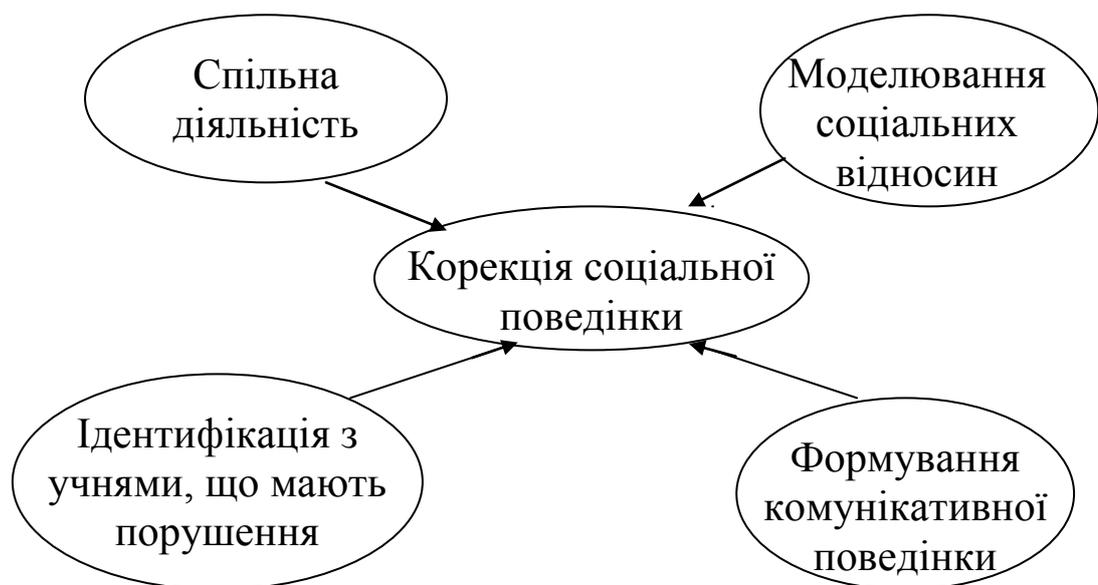 Спільна
діяльність
Моделювання
соціальних
відносин
Корекція соціальної
поведінки
Ідентифікація з
учнями, що мають
порушення
Формування
комунікативної
поведінки